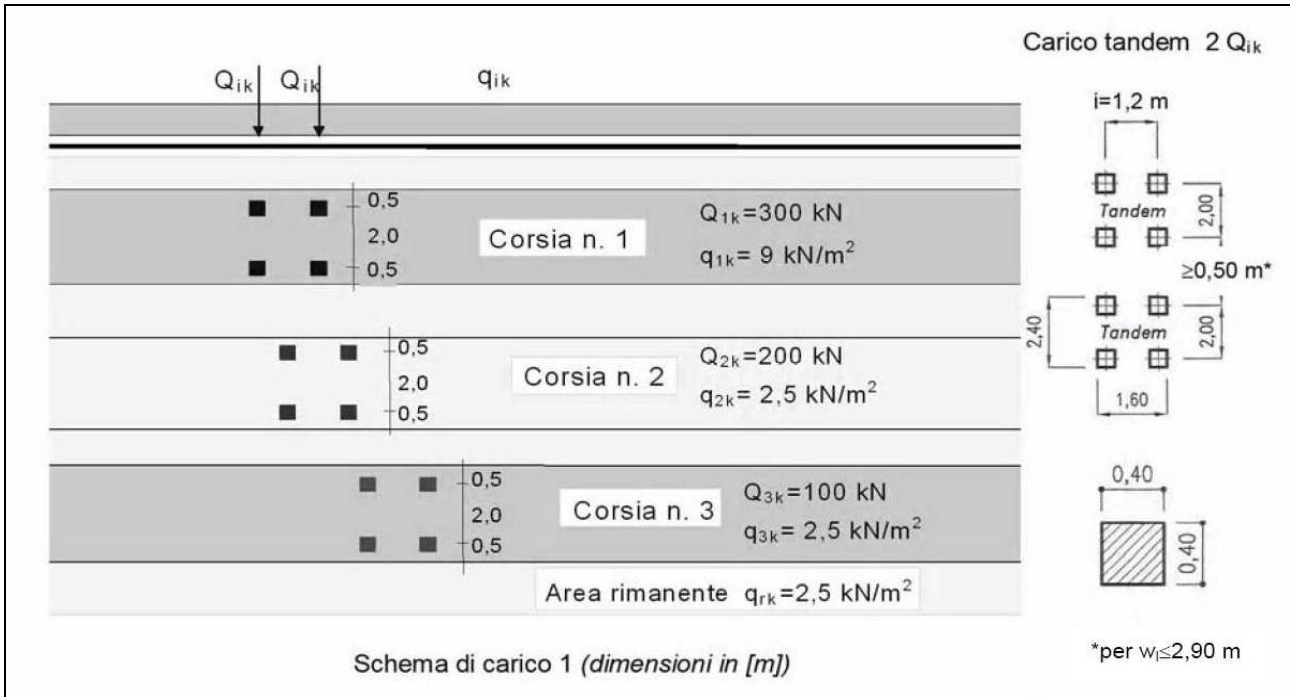 Carico tandem 2 Qik
Qik Qik qik
i=1,2 m
0,5
2,0
0,5
Corsia n. 1
Q1k=300 kN
q1k= 9 kN/m²
Tandem
2,00
≥0,50 m*
0,5
2,0
0,5
Corsia n. 2
Q2k=200 kN
q2k= 2,5 kN/m²
2,40
Tandem
2,00
1,60
0,5
2,0
0,5
Corsia n. 3
Q3k=100 kN
q3k= 2,5 kN/m²
0,40
0,40
Area rimanente qrk=2,5 kN/m²
Schema di carico 1 (dimensioni in [m])
*per wl≤2,90 m